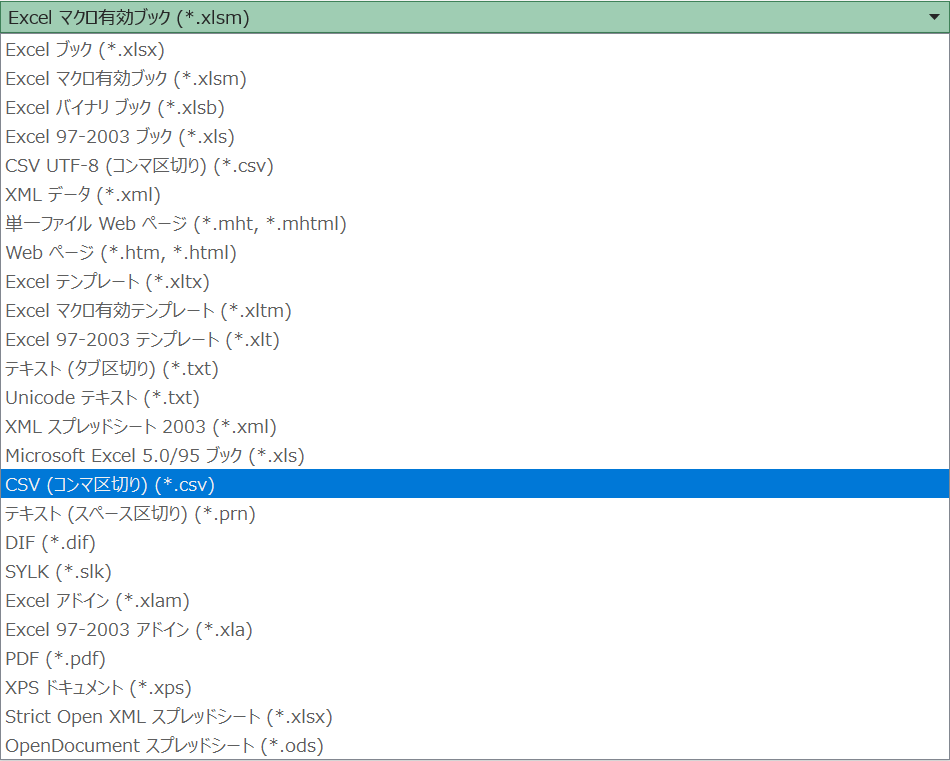 Excel マクロ有効ブック (*.xlsm)
Excel ブック (*.xlsx)
Excel マクロ有効ブック (*.xlsm)
Excel バイナリ ブック (*.xlsb)
Excel 97-2003 ブック (*.xls)
CSV UTF-8 (コンマ区切り) (*.csv)
XML データ (*.xml)
単一ファイル Web ページ (*.mht, *.mhtml)
Web ページ (*.htm, *.html)
Excel テンプレート (*.xltx)
Excel マクロ有効テンプレート (*.xltm)
Excel 97-2003 テンプレート (*.xlt)
テキスト (タブ区切り) (*.txt)
Unicode テキスト (*.txt)
XML スプレッドシート 2003 (*.xml)
Microsoft Excel 5.0/95 ブック (*.xls)
CSV (コンマ区切り) (*.csv)
テキスト (スペース区切り) (*.prn)
DIF (*.dif)
SYLK (*.slk)
Excel アドイン (*.xlam)
Excel 97-2003 アドイン (*.xla)
PDF (*.pdf)
XPS ドキュメント (*.xps)
Strict Open XML スプレッドシート (*.xlsx)
OpenDocument スプレッドシート (*.ods)